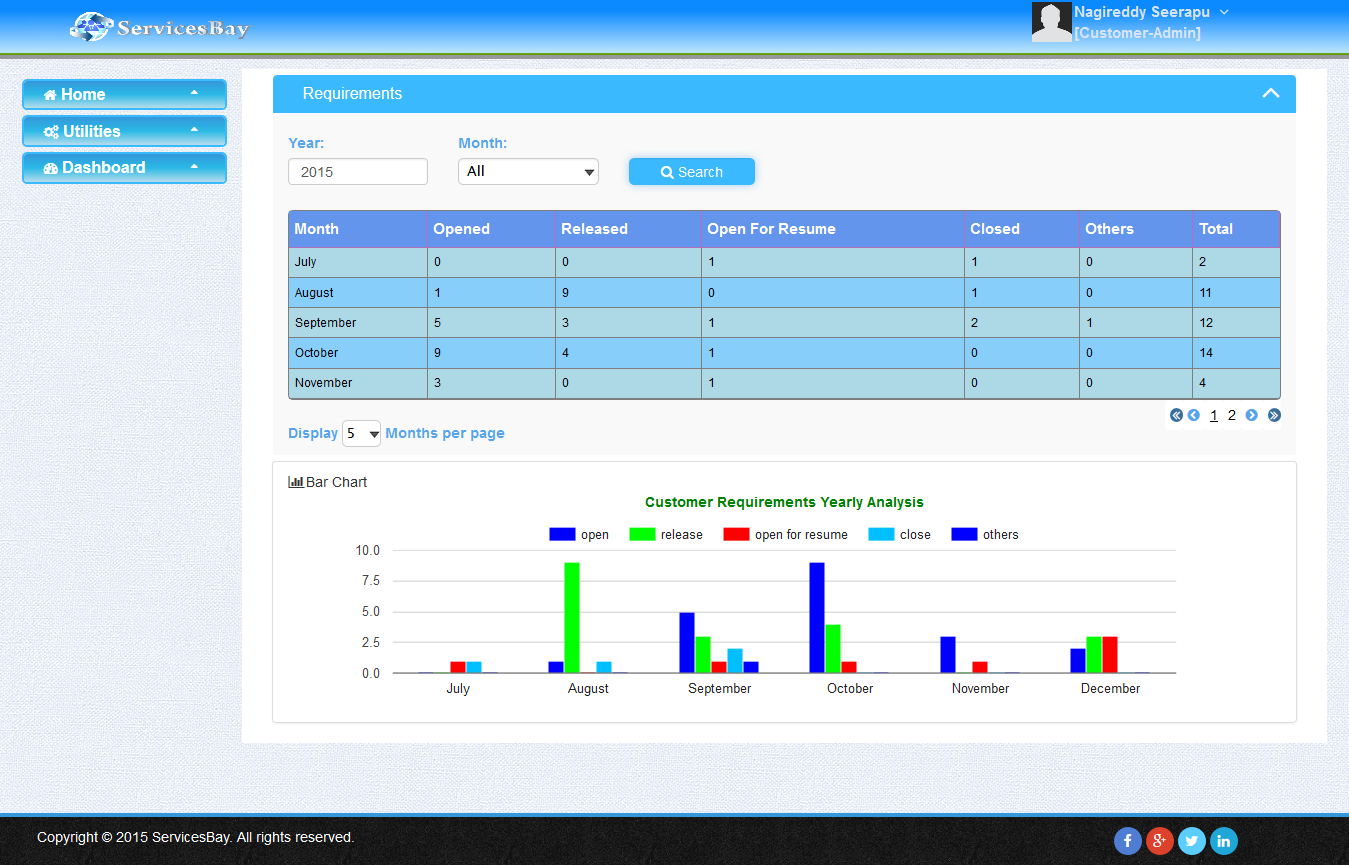 ServicesBay
Nagireddy Seerapu
[Customer-Admin]
Home
Utilities
Dashboard
Requirements
Year:
Month:
2015
All
Search
Month Opened Released Open For Resume Closed Others Total
July 0 0 1 1 0 2
August 1 9 0 1 0 11
September 5 3 1 2 1 12
October 9 4 1 0 0 14
November 3 0 1 0 0 4
1 2
Display 5 Months per page
Bar Chart
Customer Requirements Yearly Analysis
open release open for resume close others
10.0
7.5
5.0
2.5
0.0
July August September October November December
Copyright © 2015 ServicesBay. All rights reserved.